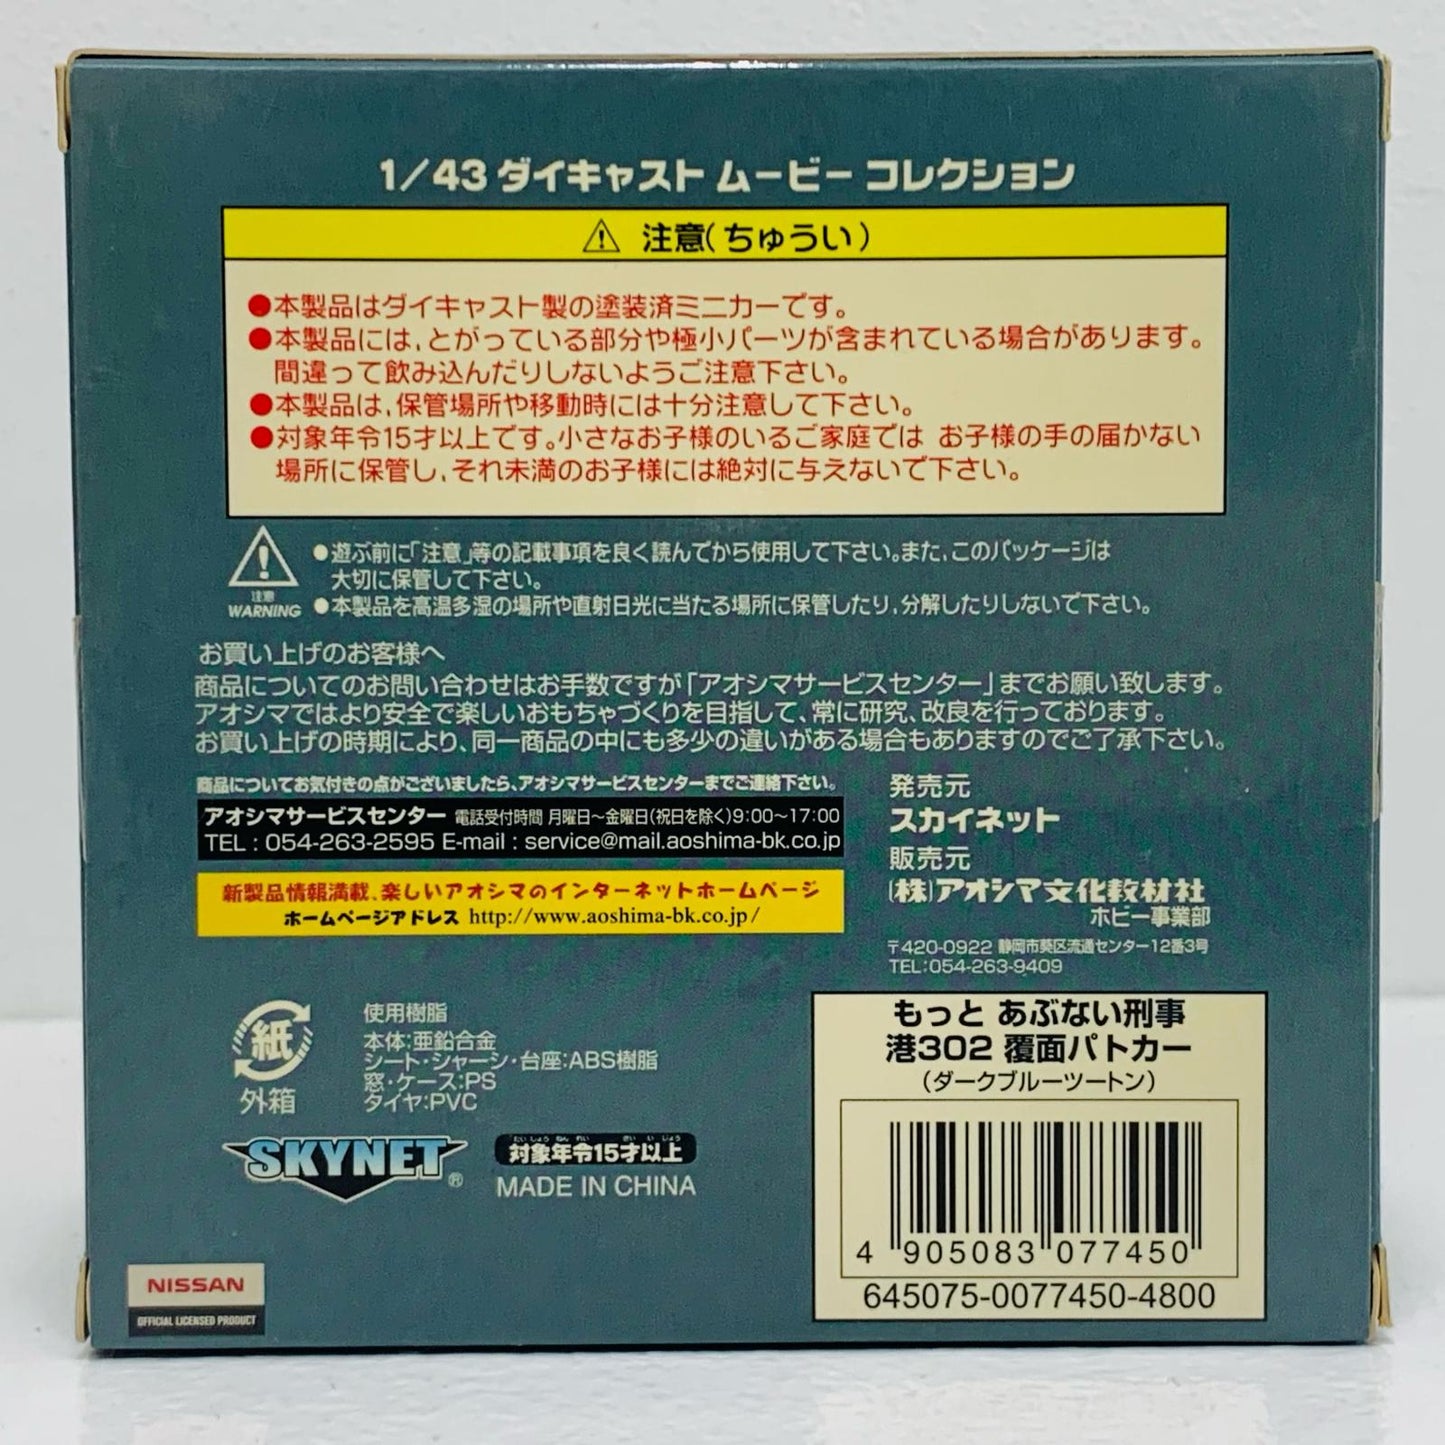 1/43 ダイキャスト ムービー コレクション
⚠ 注意(ちゅうい)
●本製品はダイキャスト製の塗装済ミニカーです。
●本製品には、とがっている部分や極小パーツが含まれている場合があります。
間違って飲み込んだりしないようご注意下さい。
●本製品は、保管場所や移動時には十分注意して下さい。
●対象年令15才以上です。小さなお子様のいるご家庭では お子様の手の届かない
場所に保管し、それ未満のお子様には絶対に与えないで下さい。
注意
WARNING
●遊ぶ前に「注意」等の記載事項を良く読んでから使用して下さい。また、このパッケージは
大切に保管して下さい。
●本製品を高温多湿の場所や直射日光に当たる場所に保管したり、分解したりしないで下さい。
お買い上げのお客様へ
商品についてのお問い合わせはお手数ですが「アオシマサービスセンター」までお願い致します。
アオシマではより安全で楽しいおもちゃづくりを目指して、常に研究、改良を行っております。
お買い上げの時期により、同一商品の中にも多少の違いがある場合もありますのでご了承下さい。
商品についてお気付きの点がございましたら、アオシマサービスセンターまでご連絡下さい。
アオシマサービスセンター 電話受付時間 月曜日〜金曜日(祝日を除く)9:00〜17:00
TEL : 054-263-2595 E-mail : service@mail.aoshima-bk.co.jp
新製品情報満載、楽しいアオシマのインターネットホームページ
ホームページアドレス http://www.aoshima-bk.co.jp/
発売元
スカイネット
販売元
(株)アオシマ文化教材社
ホビー事業部
〒420-0922 静岡市葵区流通センター12番3号
TEL:054-263-9409
紙
外箱
使用樹脂
本体:亜鉛合金
シート・シャーシ・台座:ABS樹脂
窓・ケース:PS
タイヤ:PVC
SKYNET®
たいしょうねんれい さいいじょう
対象年令15才以上
MADE IN CHINA
NISSAN
OFFICIAL LICENSED PRODUCT
もっと あぶない刑事
港302 覆面パトカー
(ダークブルーツートン)
4 905083 077450
645075-0077450-4800